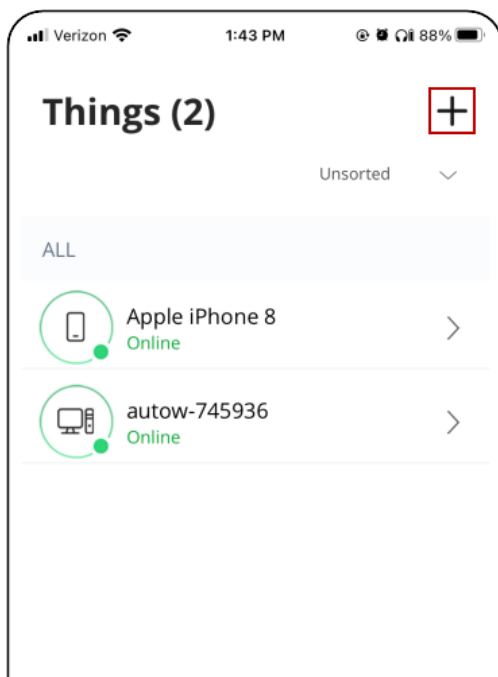 Verizon 1:43 PM 88%
Things (2)
Unsorted
ALL
Apple iPhone 8
Online
autow-745936
Online